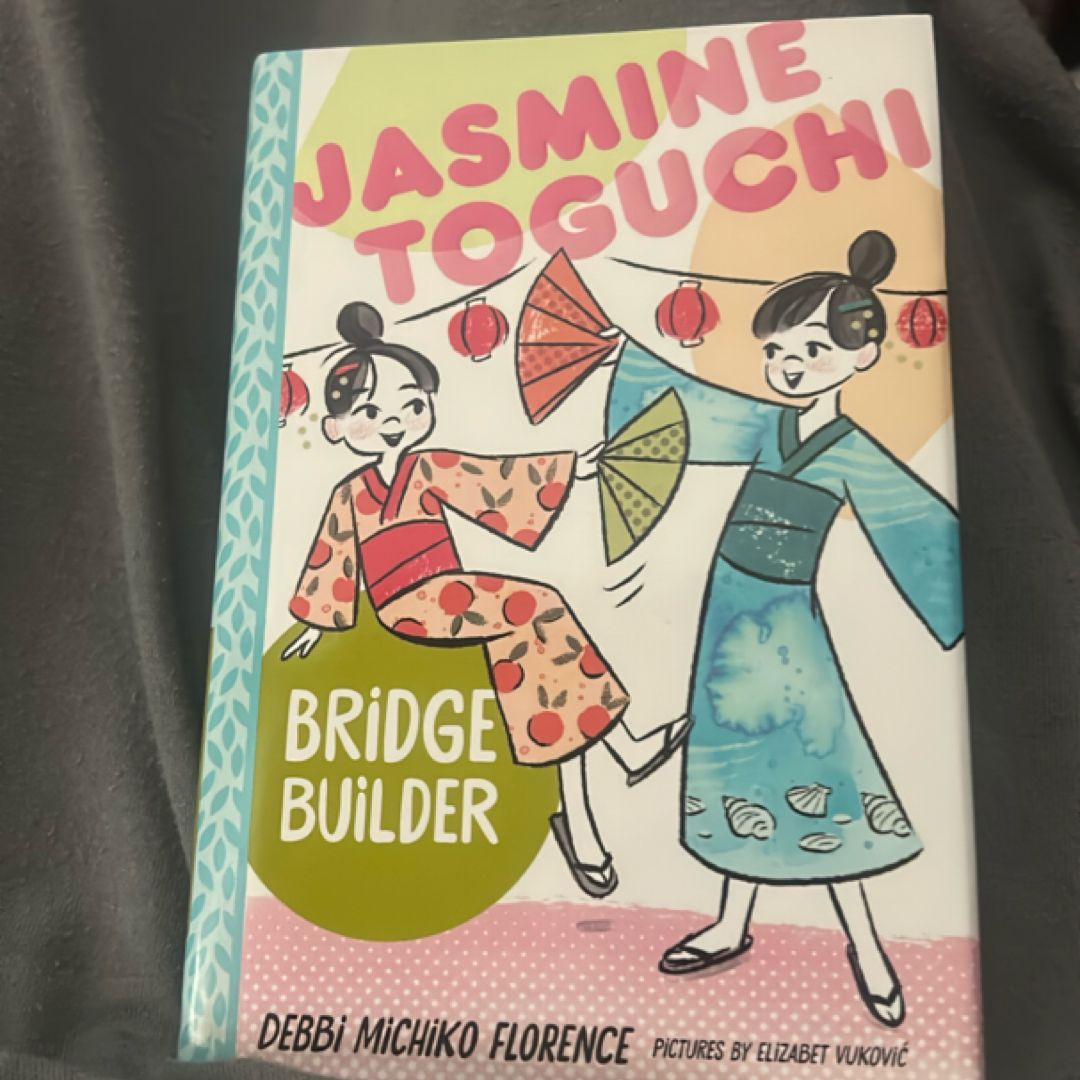 JASMINE
TOGUCHI
BRiDGE
BUiLDER
DEBBi MiCHiKO FLORENCE PiCTURES BY ELiZABET VUKOVIĆ